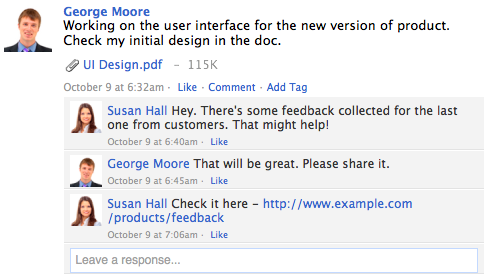 George Moore
Working on the user interface for the new version of product.
Check my initial design in the doc.
UI Design.pdf – 115K
October 9 at 6:32am · Like · Comment · Add Tag
Susan Hall Hey. There's some feedback collected for the last
one from customers. That might help!
October 9 at 6:40am · Like
George Moore That will be great. Please share it.
October 9 at 6:45am · Like
Susan Hall Check it here – http://www.example.com
/products/feedback
October 9 at 7:06am · Like
Leave a response...